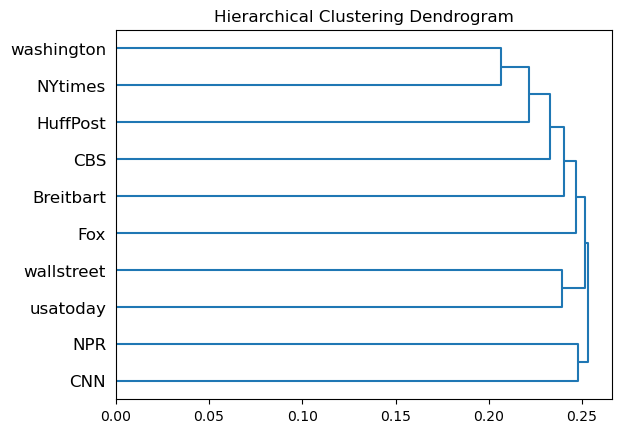 Hierarchical Clustering Dendrogram
washington
NYtimes
HuffPost
CBS
Breitbart
Fox
wallstreet
usatoday
NPR
CNN
0.00 0.05 0.10 0.15 0.20 0.25